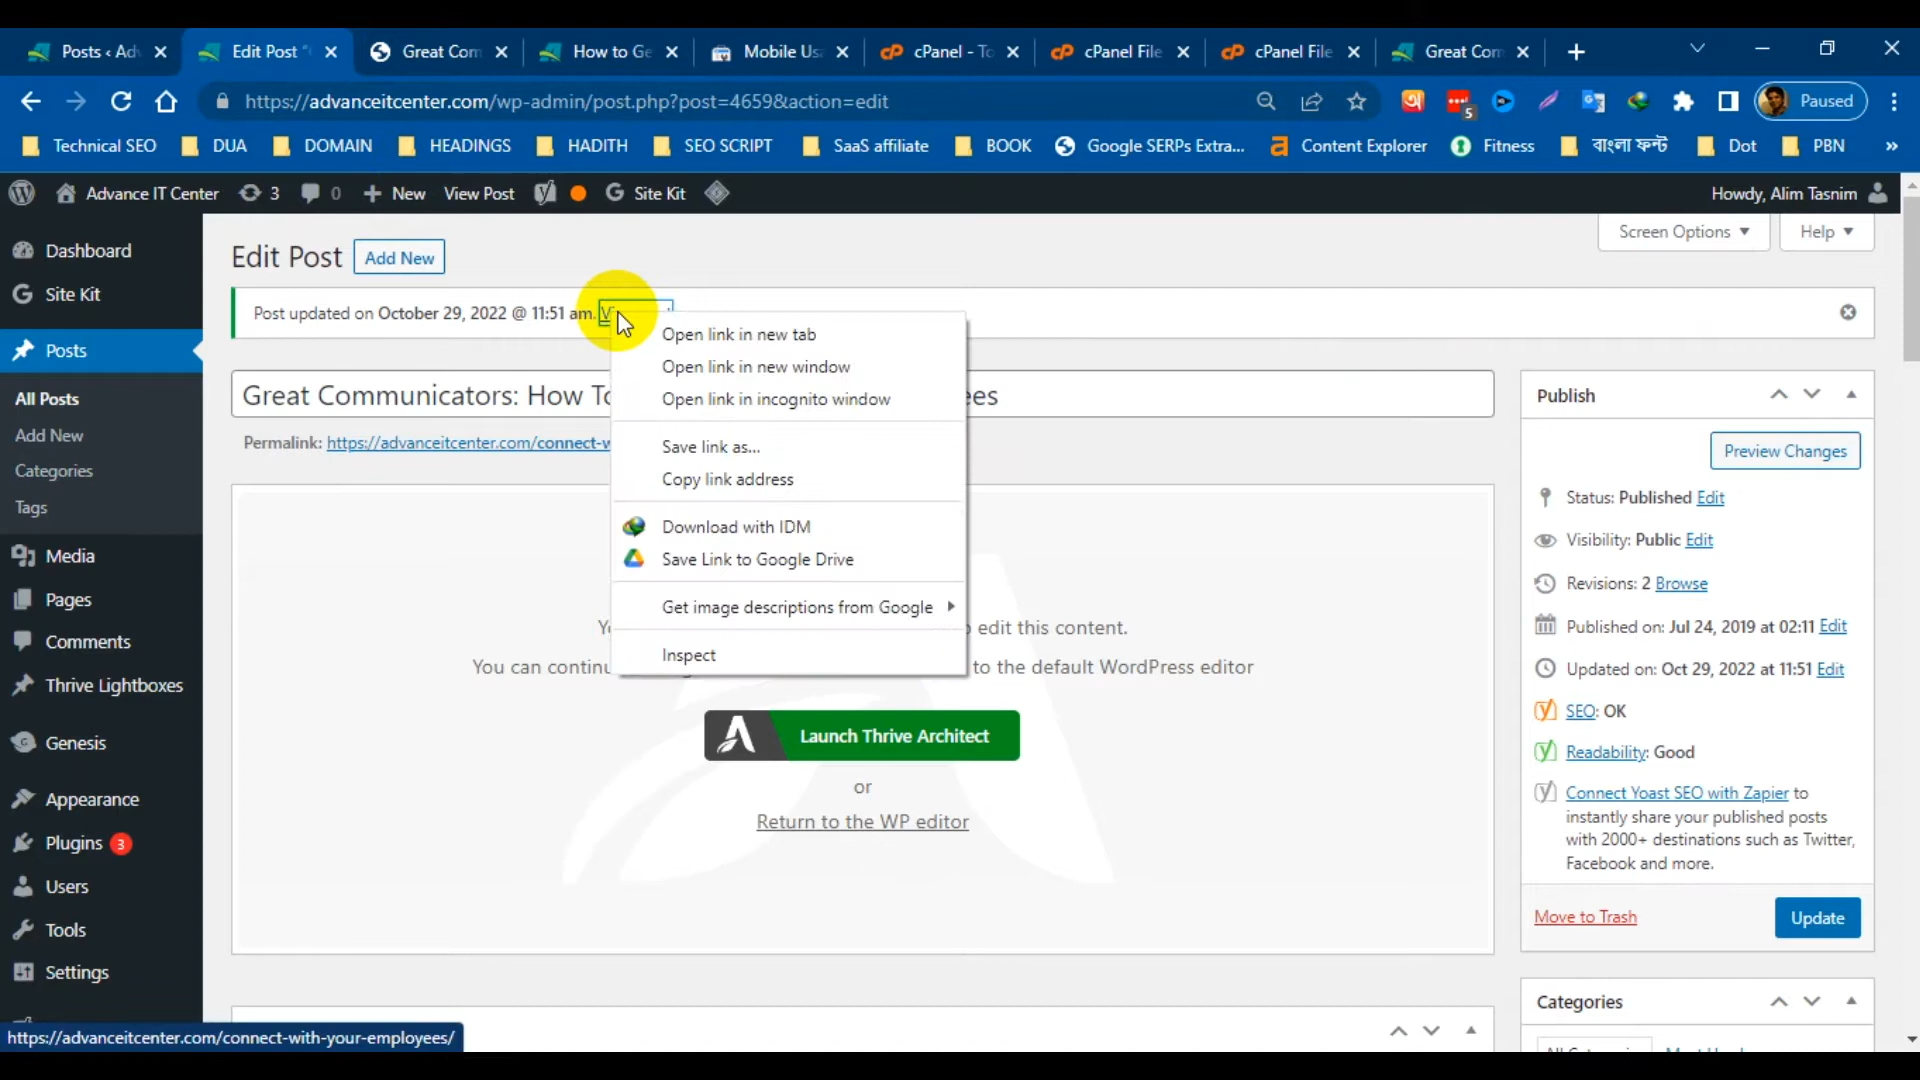 Posts ‹ Ad
Edit Post "
Great Com
How to Ge
Mobile Us
cPanel - To
cPanel File
cPanel File
Great Com
https://advanceitcenter.com/wp-admin/post.php?post=4659&action=edit
5
Paused
Technical SEO
DUA
DOMAIN
HEADINGS
HADITH
SEO SCRIPT
SaaS affiliate
BOOK
Google SERPs Extra...
Content Explorer
Fitness
বাংলা ফন্ট
Dot
PBN
»
Advance IT Center
3
0
New
View Post
Site Kit
Howdy, Alim Tasnim
Dashboard
Site Kit
Posts
All Posts
Add New
Categories
Tags
Media
Pages
Comments
Thrive Lightboxes
Genesis
Appearance
Plugins 3
Users
Tools
Settings
Edit Post
Add New
Screen Options
Help
Post updated on October 29, 2022 @ 11:51 am.
Great Communicators: How To
ees
Permalink: https://advanceitcenter.com/connect-w
Open link in new tab
Open link in new window
Open link in incognito window
Save link as...
Copy link address
Download with IDM
Save Link to Google Drive
Get image descriptions from Google
Inspect
edit this content.
You can continu
to the default WordPress editor
Launch Thrive Architect
or
Return to the WP editor
Publish
Preview Changes
Status: Published Edit
Visibility: Public Edit
Revisions: 2 Browse
Published on: Jul 24, 2019 at 02:11 Edit
Updated on: Oct 29, 2022 at 11:51 Edit
SEO: OK
Readability: Good
Connect Yoast SEO with Zapier to
instantly share your published posts
with 2000+ destinations such as Twitter,
Facebook and more.
Move to Trash
Update
Categories
https://advanceitcenter.com/connect-with-your-employees/